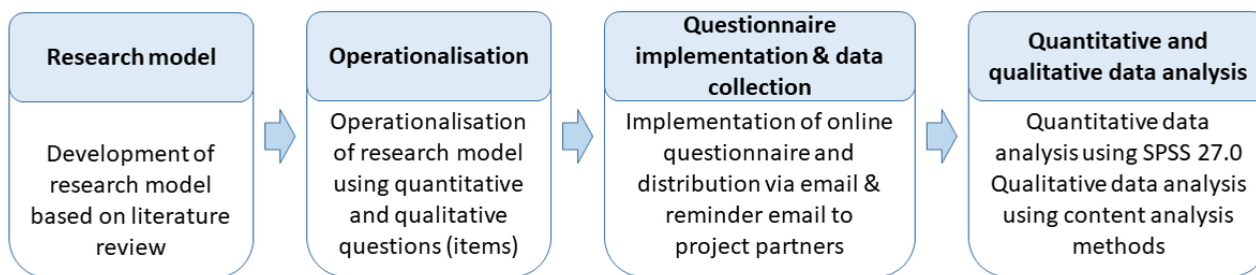 Research model
Development of
research model
based on literature
review
Operationalisation
Operationalisation
of research model
using quantitative
and qualitative
questions (items)
Questionnaire
implementation & data
collection
Implementation of online
questionnaire and
distribution via email &
reminder email to
project partners
Quantitative and
qualitative data analysis
Quantitative data
analysis using SPSS 27.0
Qualitative data analysis
using content analysis
methods